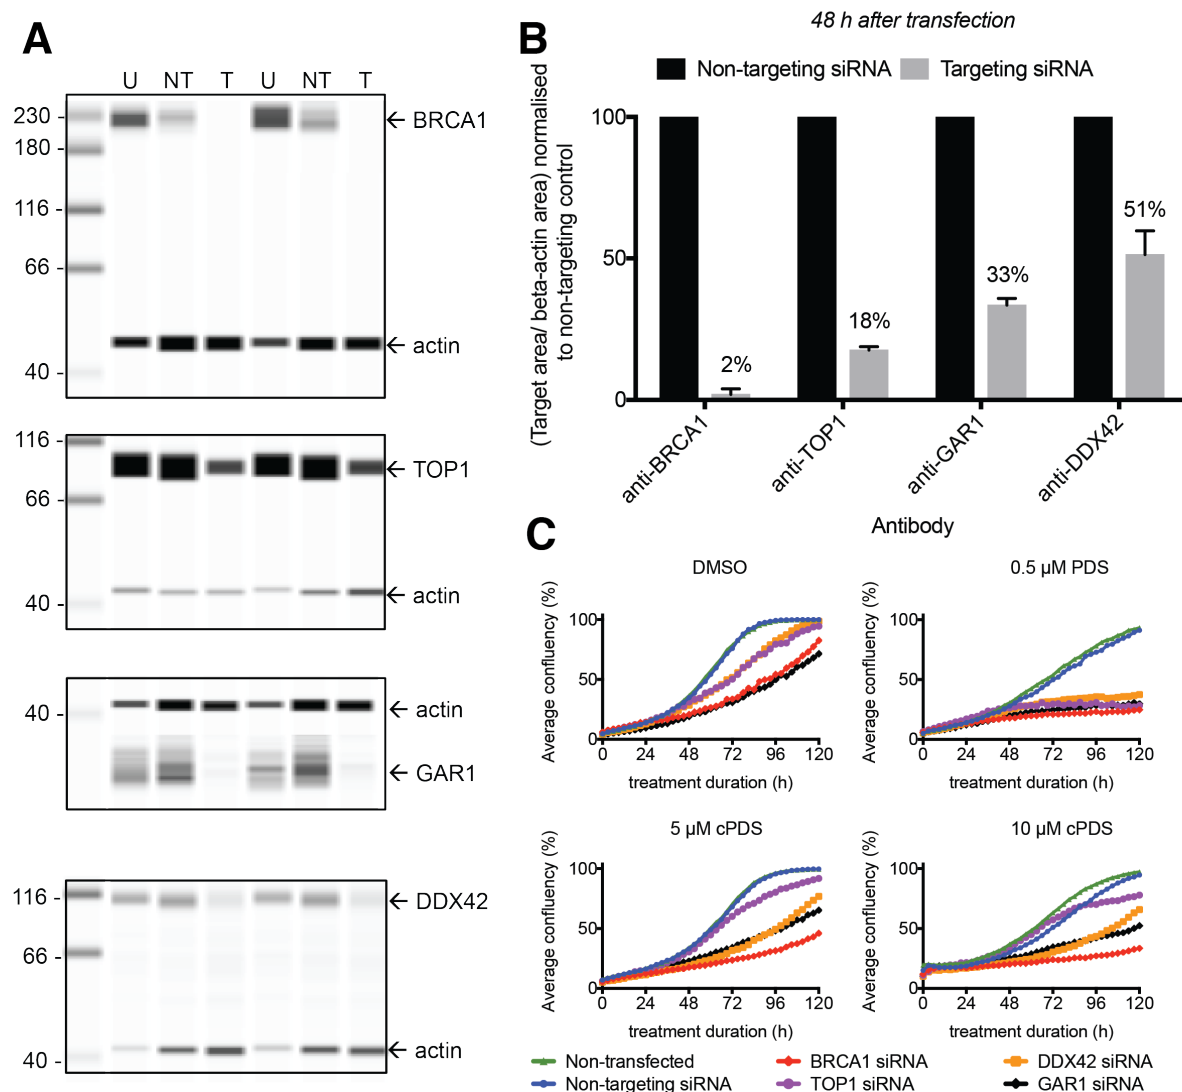 A
U NT T U NT T
230 -
180 -
116 -
66 -
40 -
← BRCA1
← actin
116 -
66 -
40 -
← TOP1
← actin
40 -
← actin
← GAR1
116 -
66 -
40 -
← DDX42
← actin
B
48 h after transfection
Non-targeting siRNA
Targeting siRNA
(Target area/ beta-actin area) normalised
to non-targeting control
100
50
0
2%
18%
33%
51%
anti-BRCA1
anti-TOP1
anti-GAR1
anti-DDX42
Antibody
C
DMSO
Average confluency (%)
100
50
0
0 24 48 72 96 120
treatment duration (h)
0.5 µM PDS
Average confluency (%)
100
50
0
0 24 48 72 96 120
treatment duration (h)
5 µM cPDS
Average confluency (%)
100
50
0
0 24 48 72 96 120
treatment duration (h)
10 µM cPDS
Average confluency (%)
100
50
0
0 24 48 72 96 120
treatment duration (h)
Non-transfected
BRCA1 siRNA
DDX42 siRNA
Non-targeting siRNA
TOP1 siRNA
GAR1 siRNA